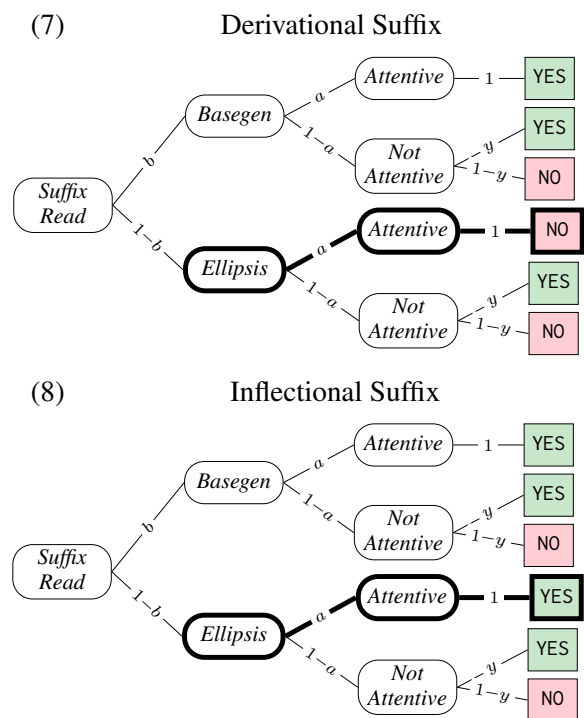 (7) Derivational Suffix
Attentive 1 YES
a
Basegen
1–a
Not
Attentive
y YES
1–y NO
b
Suffix
Read
1–b
Ellipsis
a
Attentive 1 NO
1–a
Not
Attentive
y YES
1–y NO
(8) Inflectional Suffix
Attentive 1 YES
a
Basegen
1–a
Not
Attentive
y YES
1–y NO
b
Suffix
Read
1–b
Ellipsis
a
Attentive 1 YES
1–a
Not
Attentive
y YES
1–y NO